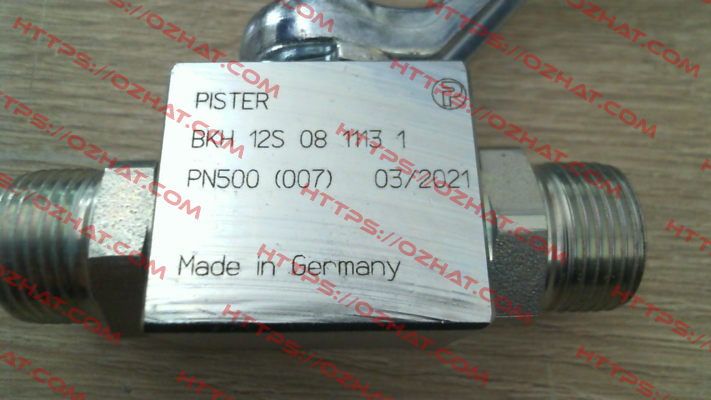 PISTER
BKH 12S 08 1113 1
PN500 (007) 03/2021
Made in Germany
HTTPS://OZHAT.COM